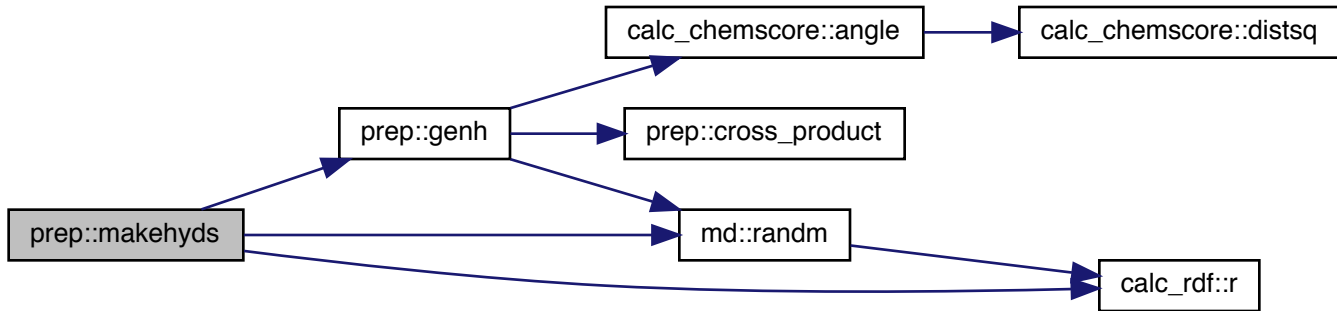 calc_chemscore::angle
calc_chemscore::distsq
prep::genh
prep::cross_product
prep::makehyds
md::randm
calc_rdf::r